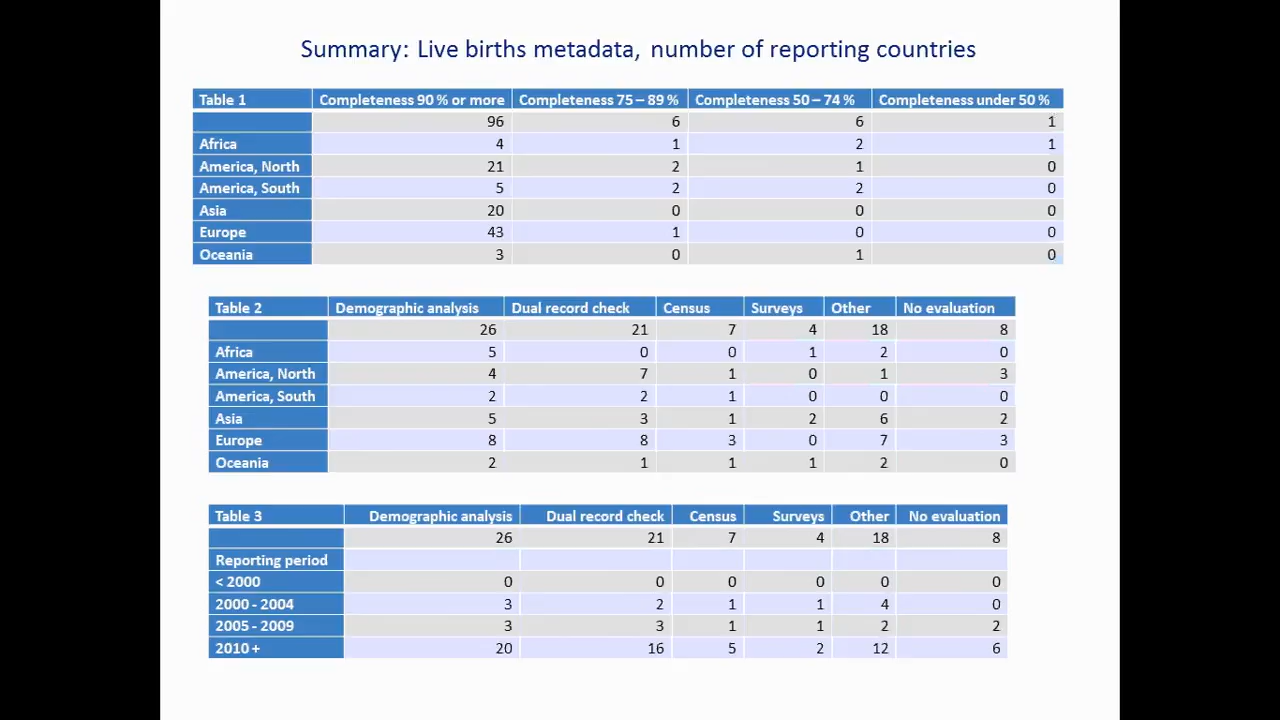 Summary: Live births metadata, number of reporting countries
Table 1 Completeness 90 % or more Completeness 75 – 89 % Completeness 50 – 74 % Completeness under 50 %
96 6 6 1
Africa 4 1 2 1
America, North 21 2 1 0
America, South 5 2 2 0
Asia 20 0 0 0
Europe 43 1 0 0
Oceania 3 0 1 0
Table 2 Demographic analysis Dual record check Census Surveys Other No evaluation
26 21 7 4 18 8
Africa 5 0 0 1 2 0
America, North 4 7 1 0 1 3
America, South 2 2 1 0 0 0
Asia 5 3 1 2 6 2
Europe 8 8 3 0 7 3
Oceania 2 1 1 1 2 0
Table 3 Demographic analysis Dual record check Census Surveys Other No evaluation
26 21 7 4 18 8
Reporting period
< 2000 0 0 0 0 0 0
2000 - 2004 3 2 1 1 4 0
2005 - 2009 3 3 1 1 2 2
2010 + 20 16 5 2 12 6